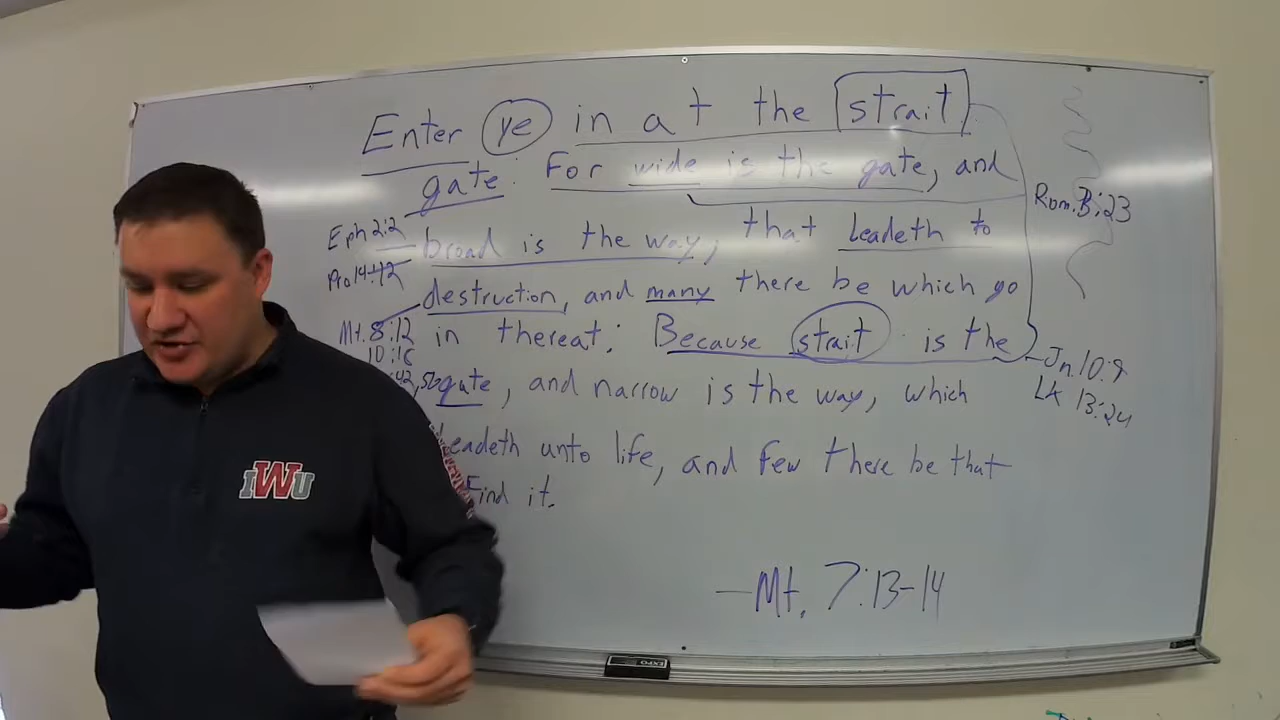 Enter ye in at the strait
gate: For wide is the gate, and
broad is the way, that leadeth to
destruction, and many there be which go
in thereat: Because strait is the
gate, and narrow is the way, which
leadeth unto life, and few there be that
find it.
—Mt. 7:13-14
Eph 2:2
Pro 14:12
Mt. 8:12
Rom. 3:23
Jn. 10:9
LK 13:24
IWU
EXPO